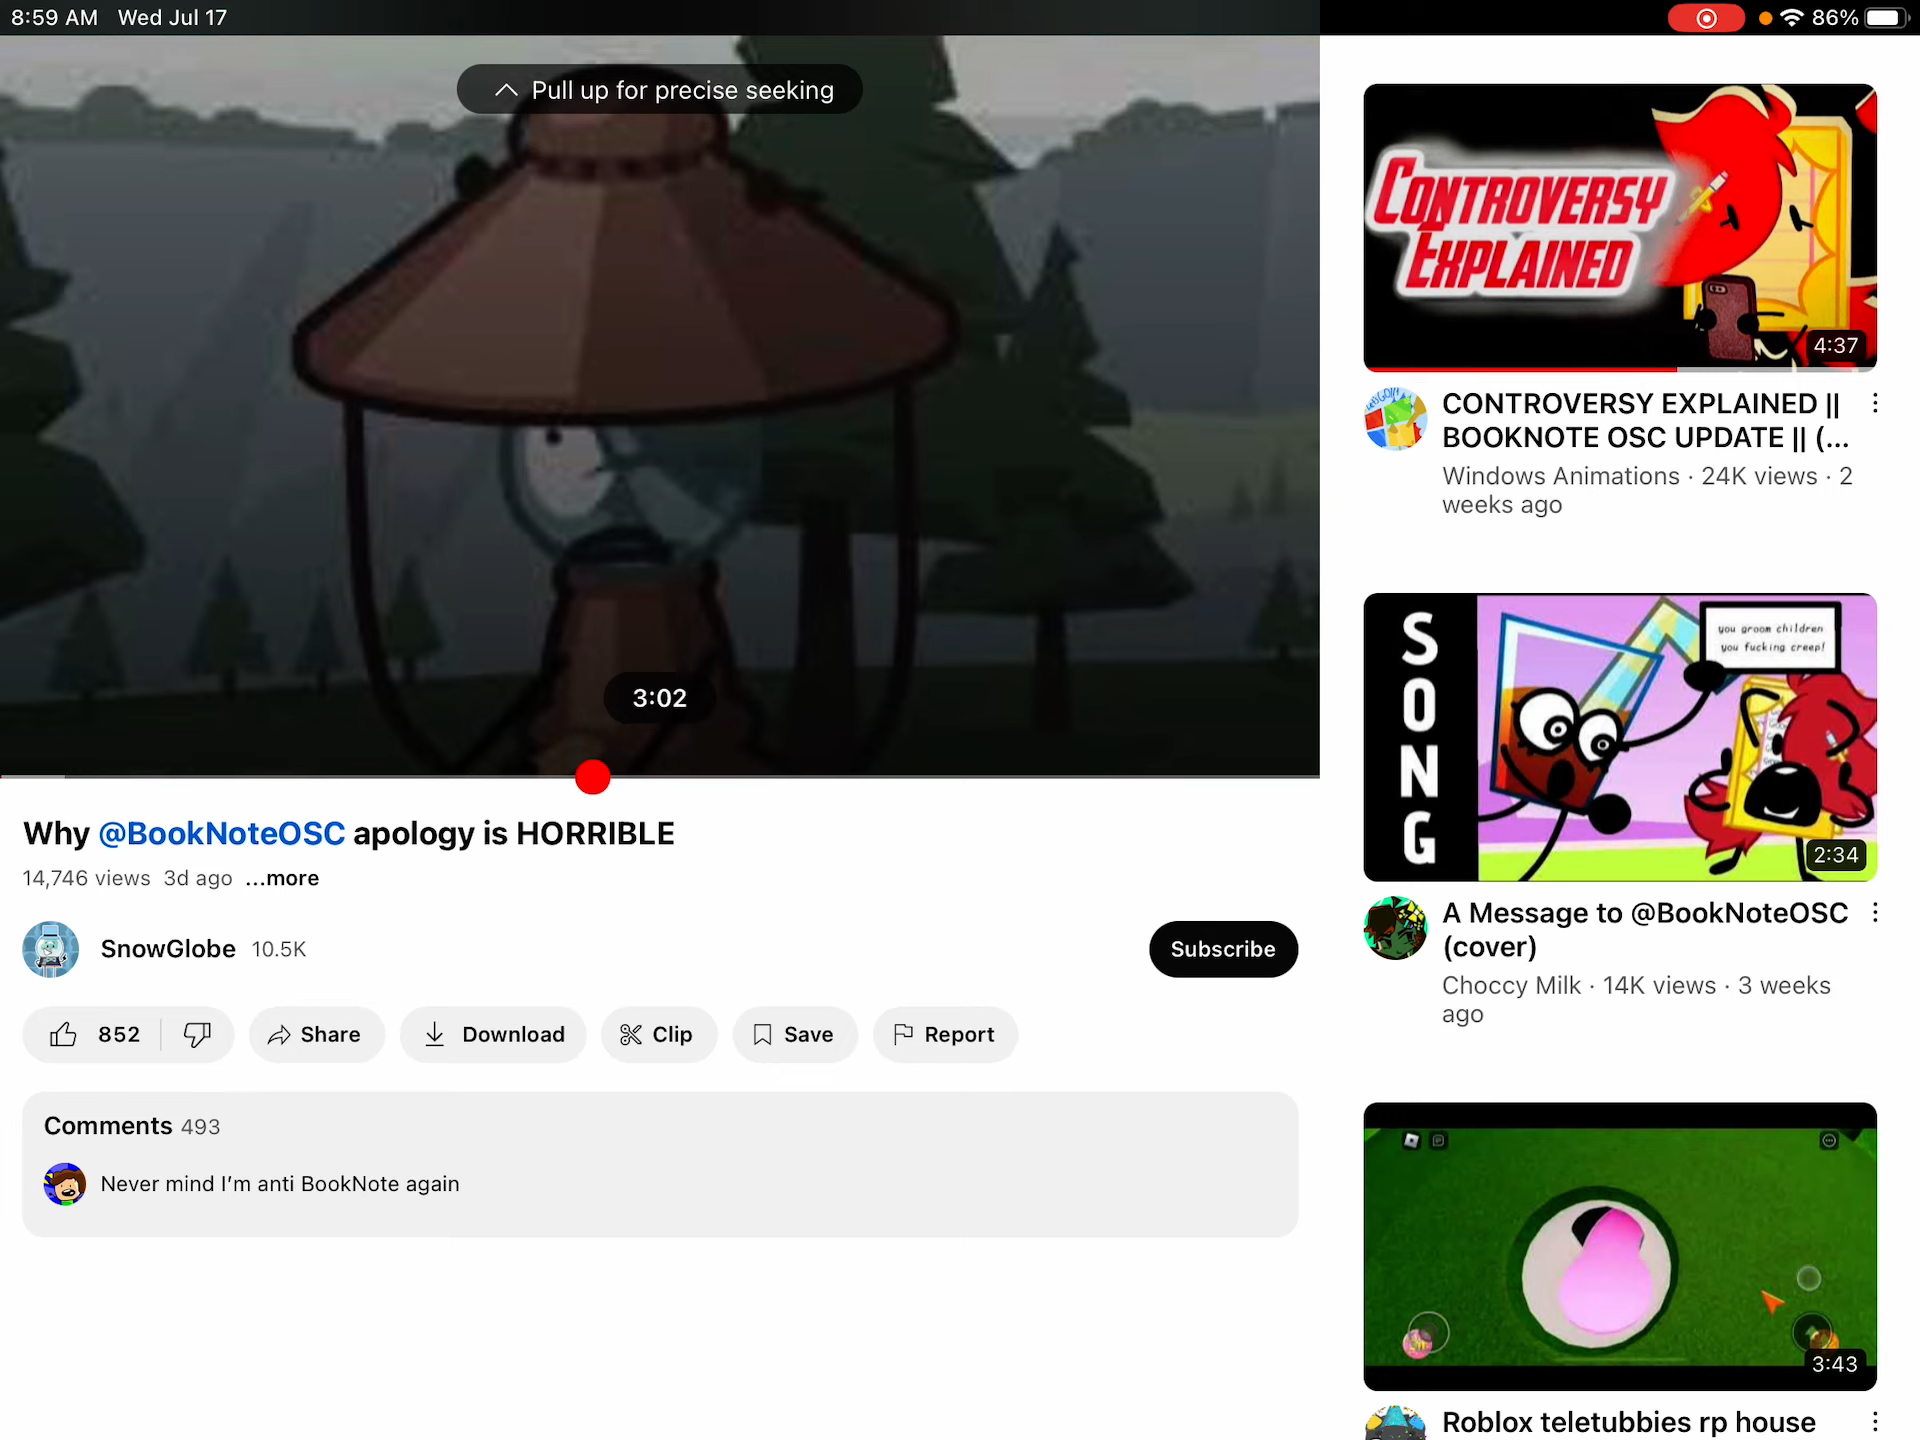 8:59 AM Wed Jul 17
86%
Pull up for precise seeking
3:02
Why @BookNoteOSC apology is HORRIBLE
14,746 views 3d ago ...more
SnowGlobe 10.5K
Subscribe
852
Share
Download
Clip
Save
Report
Comments 493
Never mind I'm anti BookNote again
CONTROVERSY
EXPLAINED
4:37
CONTROVERSY EXPLAINED ||
BOOKNOTE OSC UPDATE || (...
Windows Animations · 24K views · 2
weeks ago
SONG
you groom children
you fucking creep!
2:34
A Message to @BookNoteOSC
(cover)
Choccy Milk · 14K views · 3 weeks
ago
3:43
Roblox teletubbies rp house